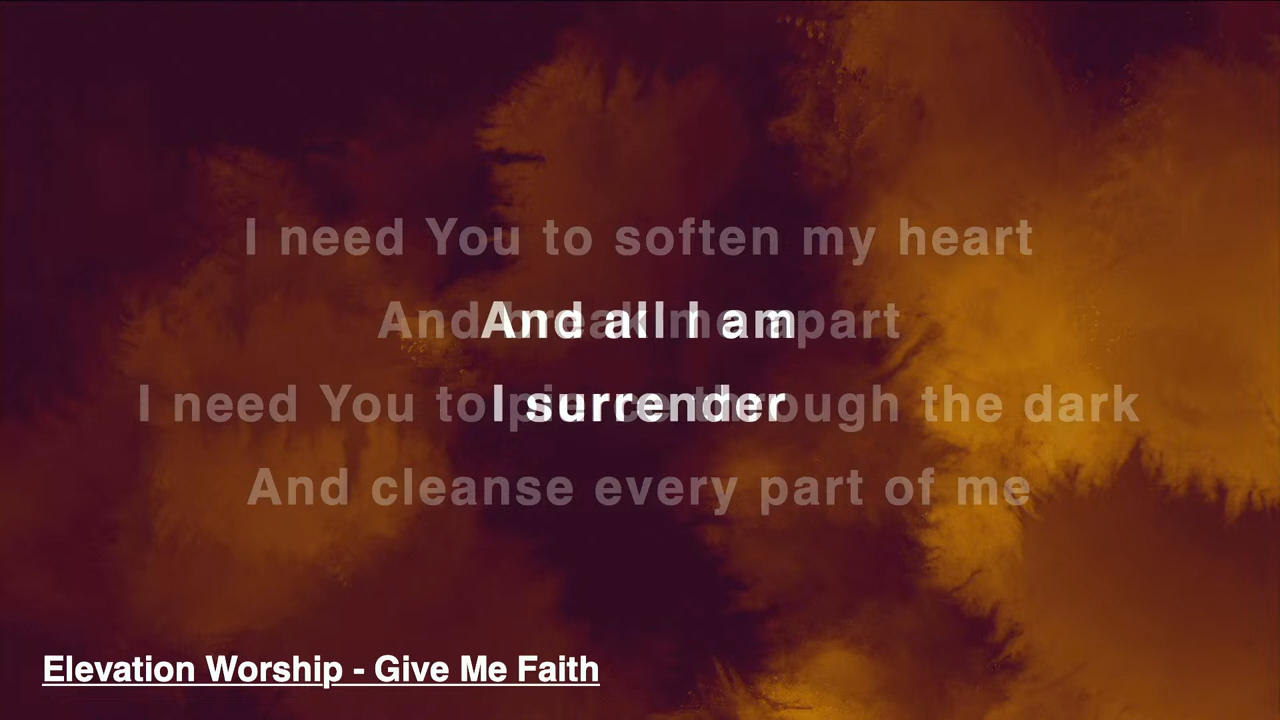 I need You to soften my heart
And break me apart
And all I am
I need You to pierce through the dark
I surrender
And cleanse every part of me
Elevation Worship - Give Me Faith